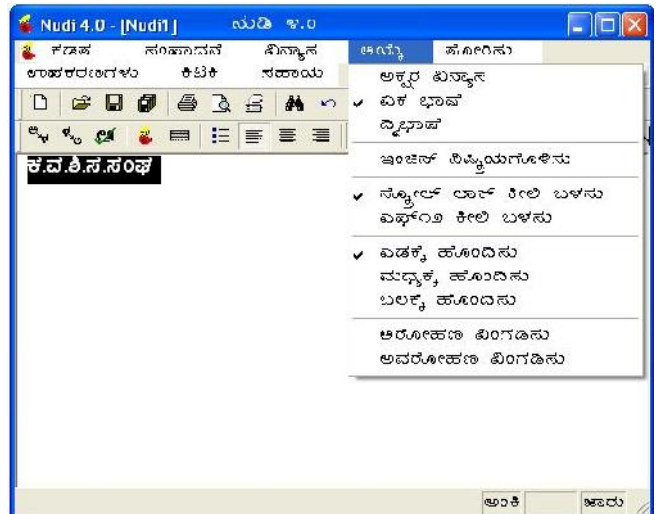 Nudi 4.0 - [Nudi1] ನುಡಿ ೪.೦
ಕಡತ ಸಂಪಾದನೆ ವಿನ್ಯಾಸ ಆಯ್ಕೆ ಹೋಲಿಸು
ಉಪಕರಣಗಳು ಕಿಟಕಿ ಸಹಾಯ
ಅಕ್ಷರ ವಿನ್ಯಾಸ
ಏಕ ಭಾಷೆ
ದ್ವಿಭಾಷೆ
ಇಂಜಿನ್ ನಿಷ್ಕ್ರಿಯಗೊಳಿಸು
ಸ್ಕ್ರೋಲ್ ಲಾಕ್ ಕೀಲಿ ಬಳಸು
ಎಫ್೧೨ ಕೀಲಿ ಬಳಸು
ಎಡಕ್ಕೆ ಹೊಂದಿಸು
ಮಧ್ಯಕ್ಕೆ ಹೊಂದಿಸು
ಬಲಕ್ಕೆ ಹೊಂದಿಸು
ಆರೋಹಣ ವಿಂಗಡಿಸು
ಅವರೋಹಣ ವಿಂಗಡಿಸು
ಕ.ವ.ಶಿ.ಸ.ಸಂಘ
ಅಂಕಿ ಜಾರು